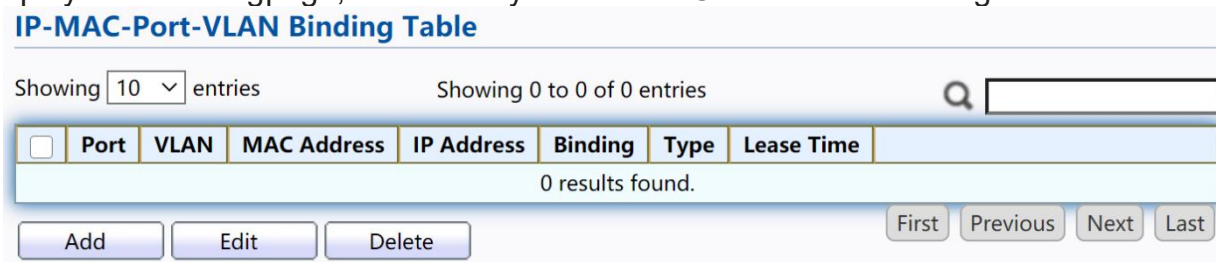 IP-MAC-Port-VLAN Binding Table
Showing 10 entries Showing 0 to 0 of 0 entries
Port VLAN MAC Address IP Address Binding Type Lease Time
0 results found.
Add Edit Delete First Previous Next Last